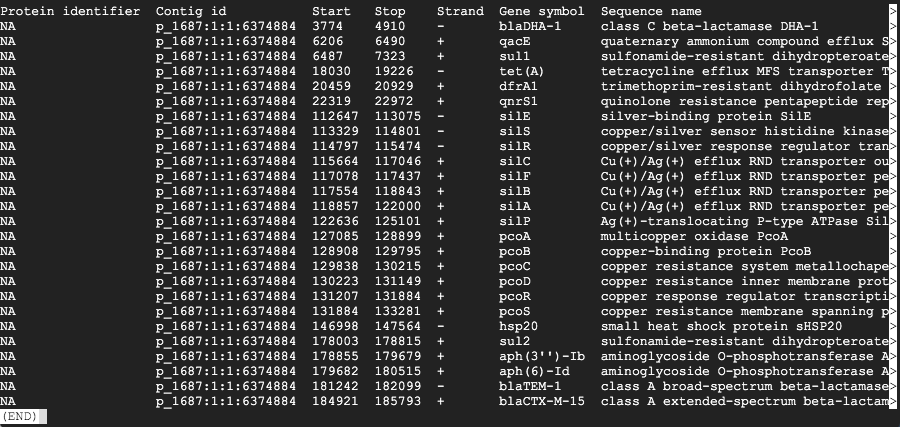 Protein identifier  Contig id  Start  Stop  Strand  Gene symbol  Sequence name >
NA  p_1687:1:1:6374884  3774  4910  -  blaDHA-1  class C beta-lactamase DHA-1 >
NA  p_1687:1:1:6374884  6206  6490  +  qacE  quaternary ammonium compound efflux S>
NA  p_1687:1:1:6374884  6487  7323  +  sul1  sulfonamide-resistant dihydropteroate>
NA  p_1687:1:1:6374884  18030  19226  -  tet(A)  tetracycline efflux MFS transporter T>
NA  p_1687:1:1:6374884  20459  20929  +  dfrA1  trimethoprim-resistant dihydrofolate >
NA  p_1687:1:1:6374884  22319  22972  +  qnrS1  quinolone resistance pentapeptide rep>
NA  p_1687:1:1:6374884  112647  113075  -  silE  silver-binding protein SilE >
NA  p_1687:1:1:6374884  113329  114801  -  silS  copper/silver sensor histidine kinase>
NA  p_1687:1:1:6374884  114797  115474  -  silR  copper/silver response regulator tran>
NA  p_1687:1:1:6374884  115664  117046  +  silC  Cu(+)/Ag(+) efflux RND transporter ou>
NA  p_1687:1:1:6374884  117078  117437  +  silF  Cu(+)/Ag(+) efflux RND transporter pe>
NA  p_1687:1:1:6374884  117554  118843  +  silB  Cu(+)/Ag(+) efflux RND transporter pe>
NA  p_1687:1:1:6374884  118857  122000  +  silA  Cu(+)/Ag(+) efflux RND transporter pe>
NA  p_1687:1:1:6374884  122636  125101  +  silP  Ag(+)-translocating P-type ATPase Sil>
NA  p_1687:1:1:6374884  127085  128899  +  pcoA  multicopper oxidase PcoA >
NA  p_1687:1:1:6374884  128908  129795  +  pcoB  copper-binding protein PcoB >
NA  p_1687:1:1:6374884  129838  130215  +  pcoC  copper resistance system metallochape>
NA  p_1687:1:1:6374884  130223  131149  +  pcoD  copper resistance inner membrane prot>
NA  p_1687:1:1:6374884  131207  131884  +  pcoR  copper response regulator transcripti>
NA  p_1687:1:1:6374884  131884  133281  +  pcoS  copper resistance membrane spanning p>
NA  p_1687:1:1:6374884  146998  147564  -  hsp20  small heat shock protein sHSP20 >
NA  p_1687:1:1:6374884  178003  178815  +  sul2  sulfonamide-resistant dihydropteroate>
NA  p_1687:1:1:6374884  178855  179679  +  aph(3'')-Ib  aminoglycoside O-phosphotransferase A>
NA  p_1687:1:1:6374884  179682  180515  +  aph(6)-Id  aminoglycoside O-phosphotransferase A>
NA  p_1687:1:1:6374884  181242  182099  -  blaTEM-1  class A broad-spectrum beta-lactamase>
NA  p_1687:1:1:6374884  184921  185793  +  blaCTX-M-15  class A extended-spectrum beta-lactam>
(END)